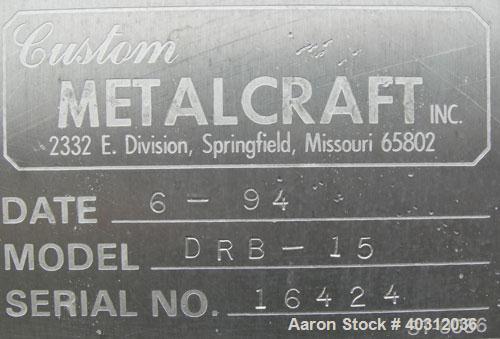 Custom
METALCRAFT INC.
2332 E. Division, Springfield, Missouri 65802
DATE 6 - 94
MODEL DRB - 15
SERIAL NO. 16424
Aaron Stock # 40312036